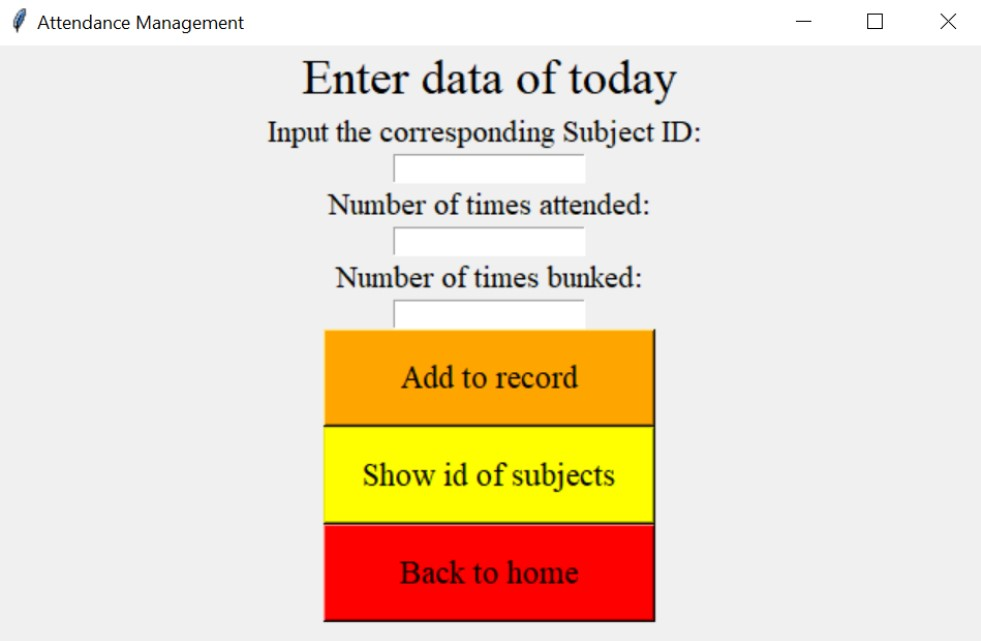 Attendance Management
Enter data of today
Input the corresponding Subject ID:
Number of times attended:
Number of times bunked:
Add to record
Show id of subjects
Back to home